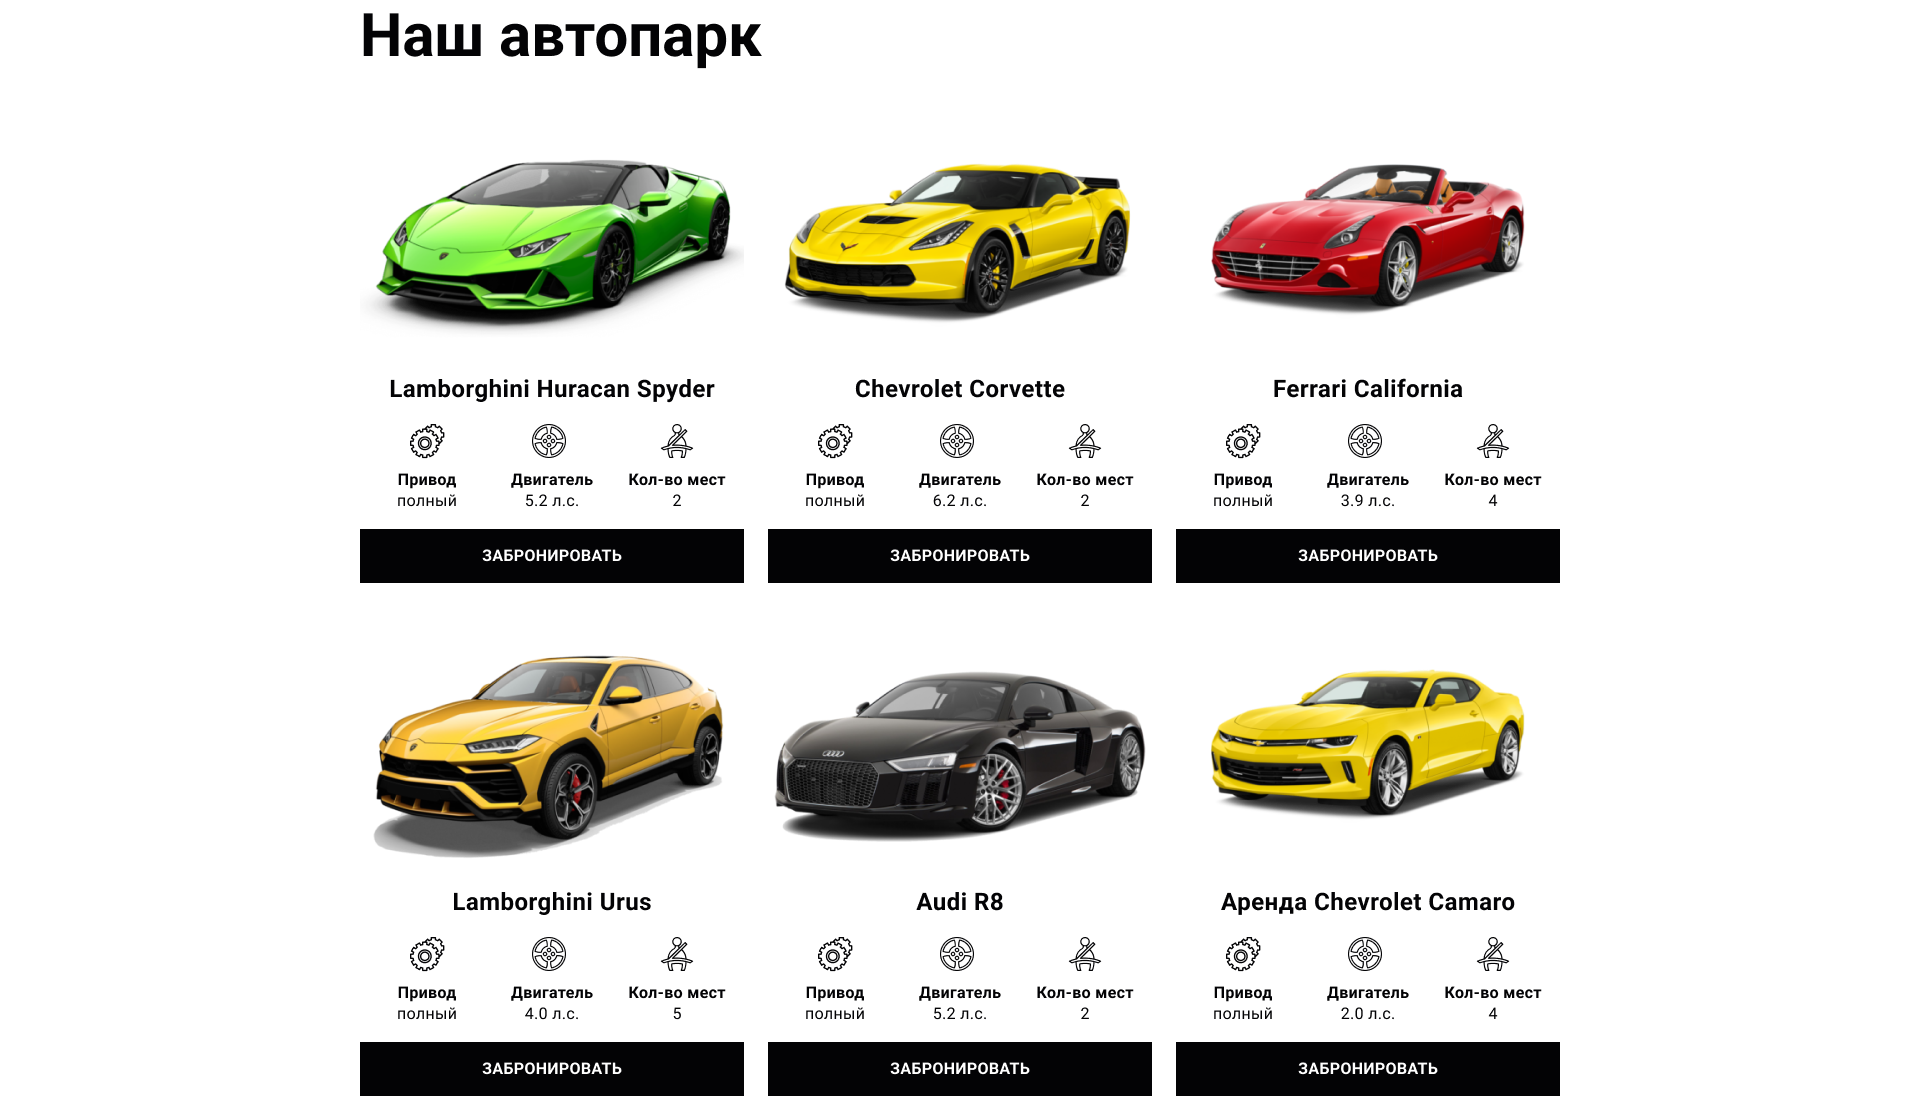 Наш автопарк
Lamborghini Huracan Spyder
Привод
полный
Двигатель
5.2 л.с.
Кол-во мест
2
ЗАБРОНИРОВАТЬ
Chevrolet Corvette
Привод
полный
Двигатель
6.2 л.с.
Кол-во мест
2
ЗАБРОНИРОВАТЬ
Ferrari California
Привод
полный
Двигатель
3.9 л.с.
Кол-во мест
4
ЗАБРОНИРОВАТЬ
Lamborghini Urus
Привод
полный
Двигатель
4.0 л.с.
Кол-во мест
5
ЗАБРОНИРОВАТЬ
Audi R8
Привод
полный
Двигатель
5.2 л.с.
Кол-во мест
2
ЗАБРОНИРОВАТЬ
Аренда Chevrolet Camaro
Привод
полный
Двигатель
2.0 л.с.
Кол-во мест
4
ЗАБРОНИРОВАТЬ